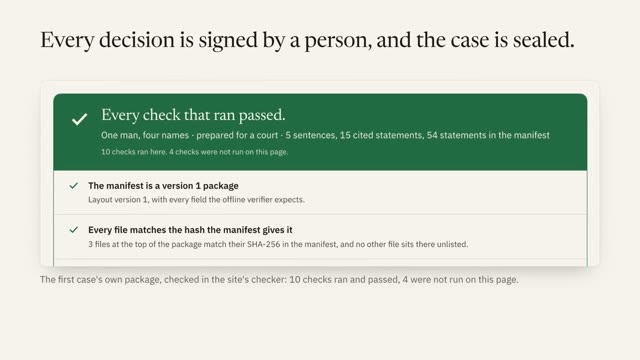 Every decision is signed by a person, and the case is sealed.
Every check that ran passed.
One man, four names · prepared for a court · 5 sentences, 15 cited statements, 54 statements in the manifest
10 checks ran here. 4 checks were not run on this page.
The manifest is a version 1 package
Layout version 1, with every field the offline verifier expects.
Every file matches the hash the manifest gives it
3 files at the top of the package match their SHA-256 in the manifest, and no other file sits there unlisted.
The first case's own package, checked in the site's checker: 10 checks ran and passed, 4 were not run on this page.